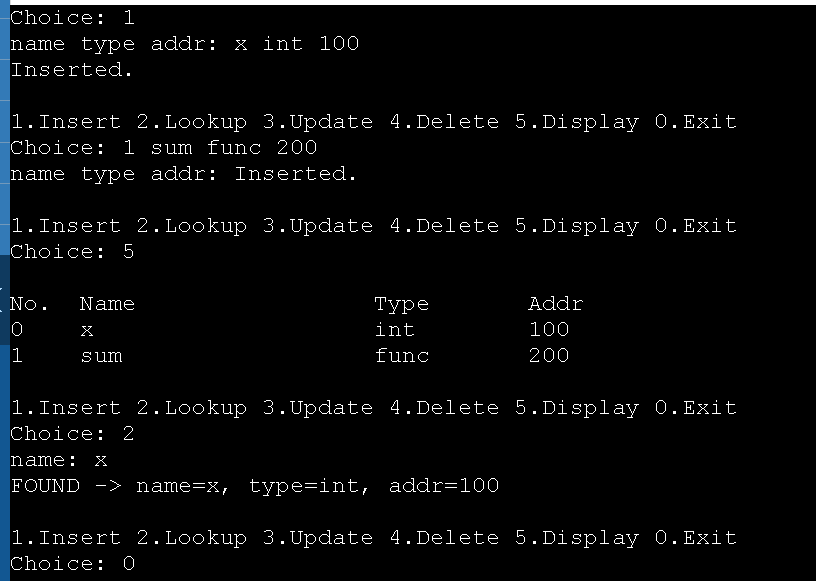 Choice: 1
name type addr: x int 100
Inserted.
1.Insert 2.Lookup 3.Update 4.Delete 5.Display 0.Exit
Choice: 1 sum func 200
name type addr: Inserted.
1.Insert 2.Lookup 3.Update 4.Delete 5.Display 0.Exit
Choice: 5
No. Name Type Addr
0 x int 100
1 sum func 200
1.Insert 2.Lookup 3.Update 4.Delete 5.Display 0.Exit
Choice: 2
name: x
FOUND -> name=x, type=int, addr=100
1.Insert 2.Lookup 3.Update 4.Delete 5.Display 0.Exit
Choice: 0